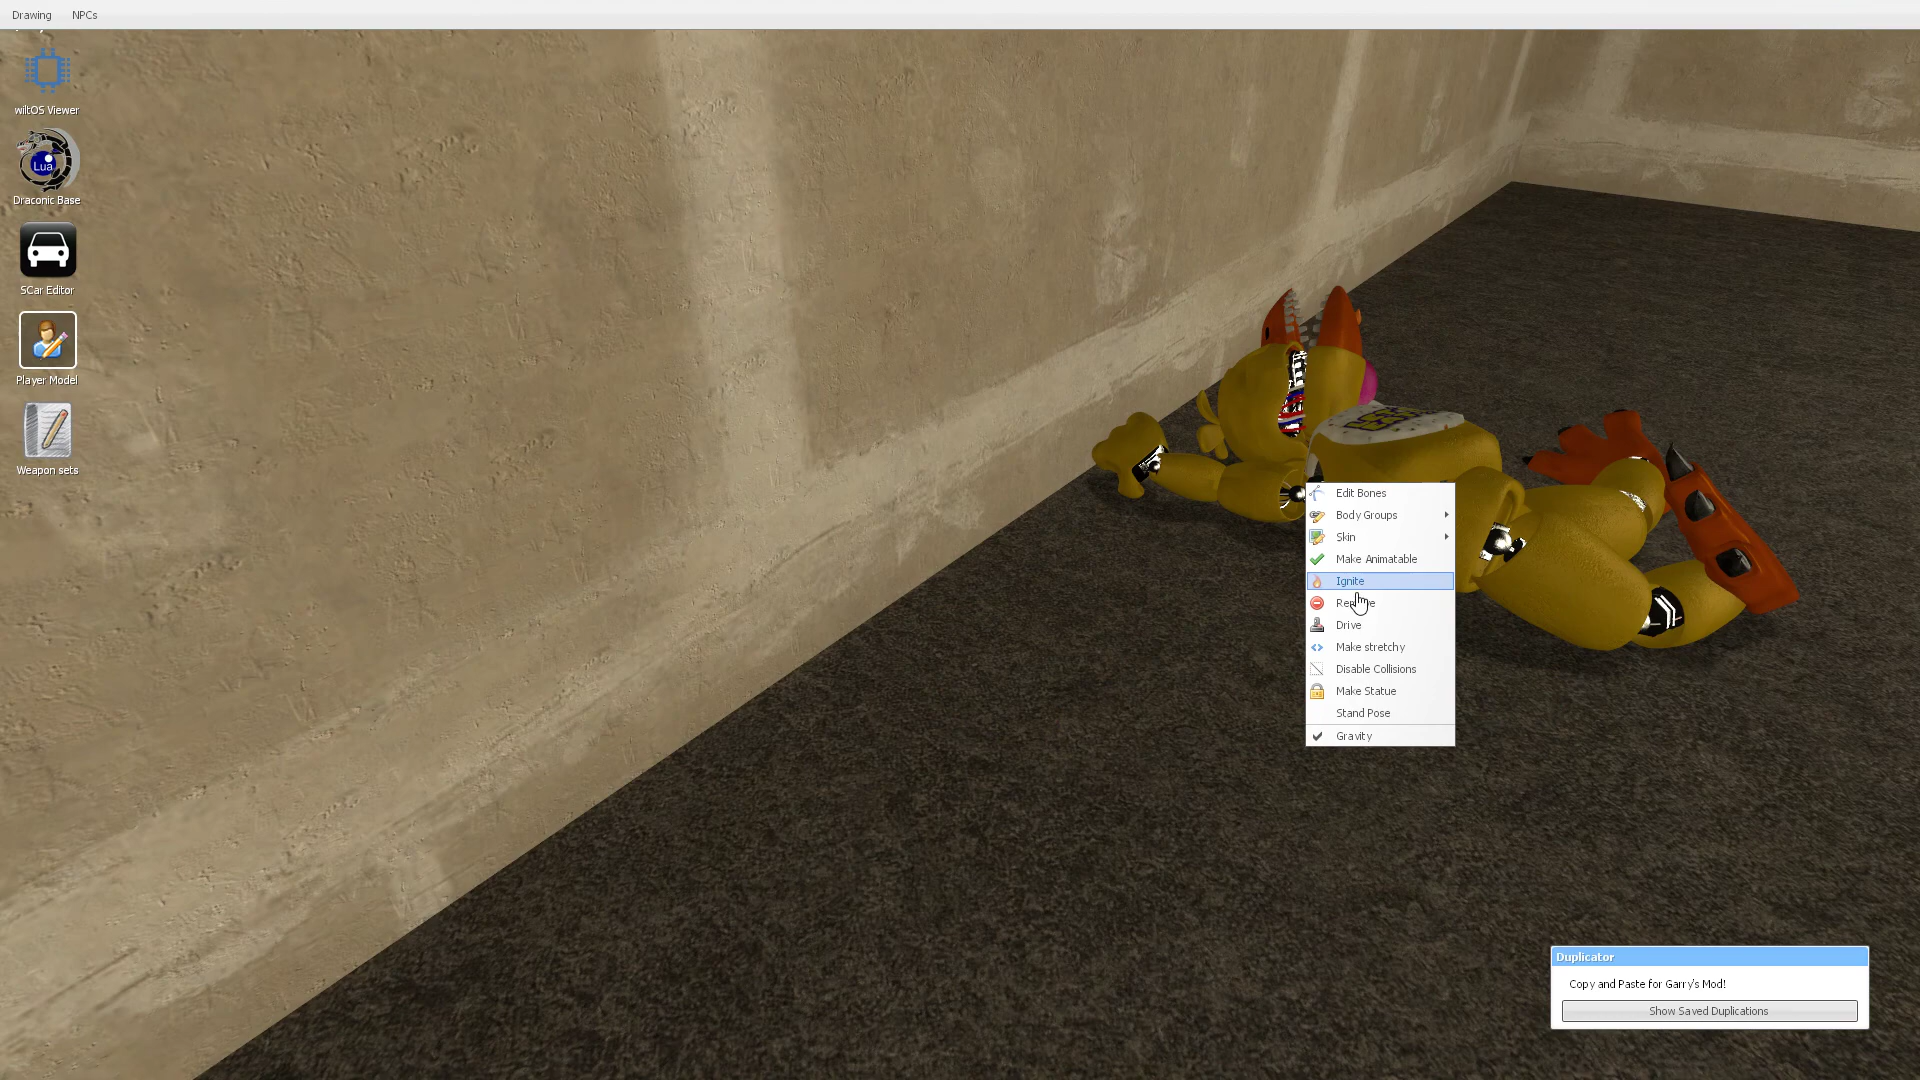 Drawing
NPCs
wiltOS Viewer
Lua
Draconic Base
SCar Editor
Player Model
Weapon sets
Edit Bones
Body Groups
Skin
Make Animatable
Ignite
Drive
Make stretchy
Disable Collisions
Make Statue
Stand Pose
Gravity
Duplicator
Copy and Paste for Garry's Mod!
Show Saved Duplications